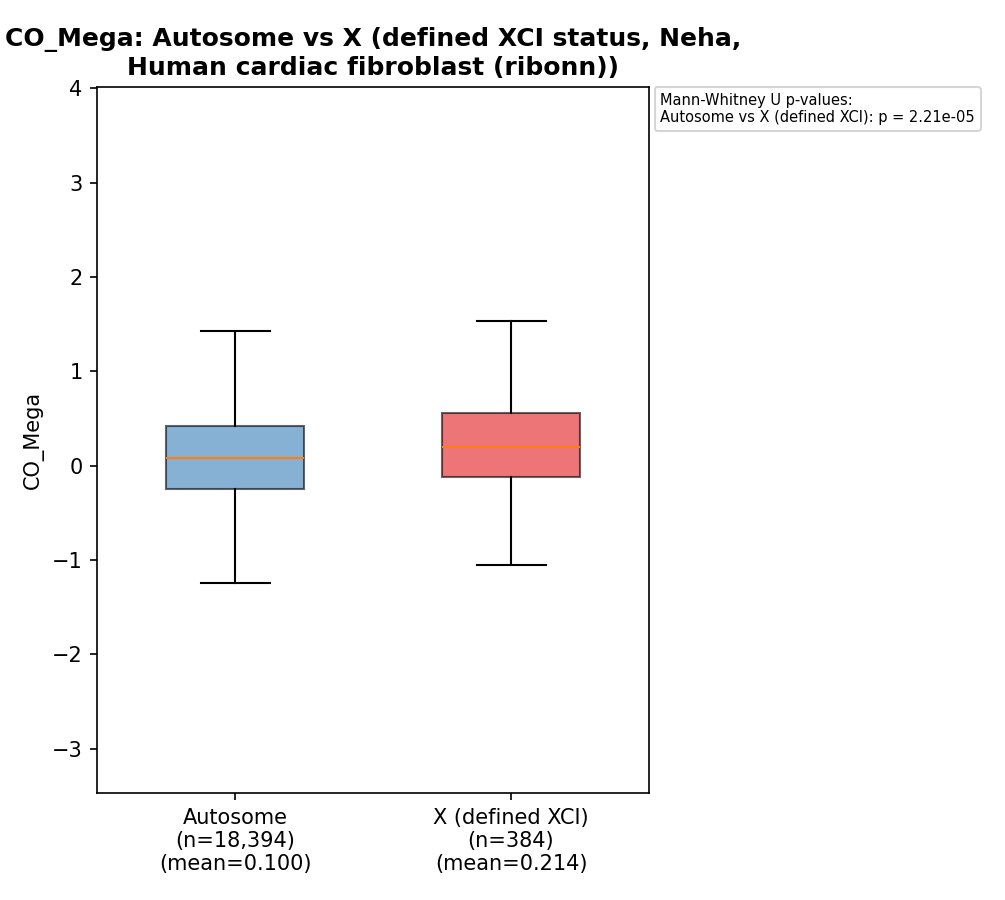 CO_Mega: Autosome vs X (defined XCI status, Neha,
Human cardiac fibroblast (ribonn))
Mann-Whitney U p-values:
Autosome vs X (defined XCI): p = 2.21e-05
4
3
2
1
0
−1
−2
−3
CO_Mega
Autosome
(n=18,394)
(mean=0.100)
X (defined XCI)
(n=384)
(mean=0.214)